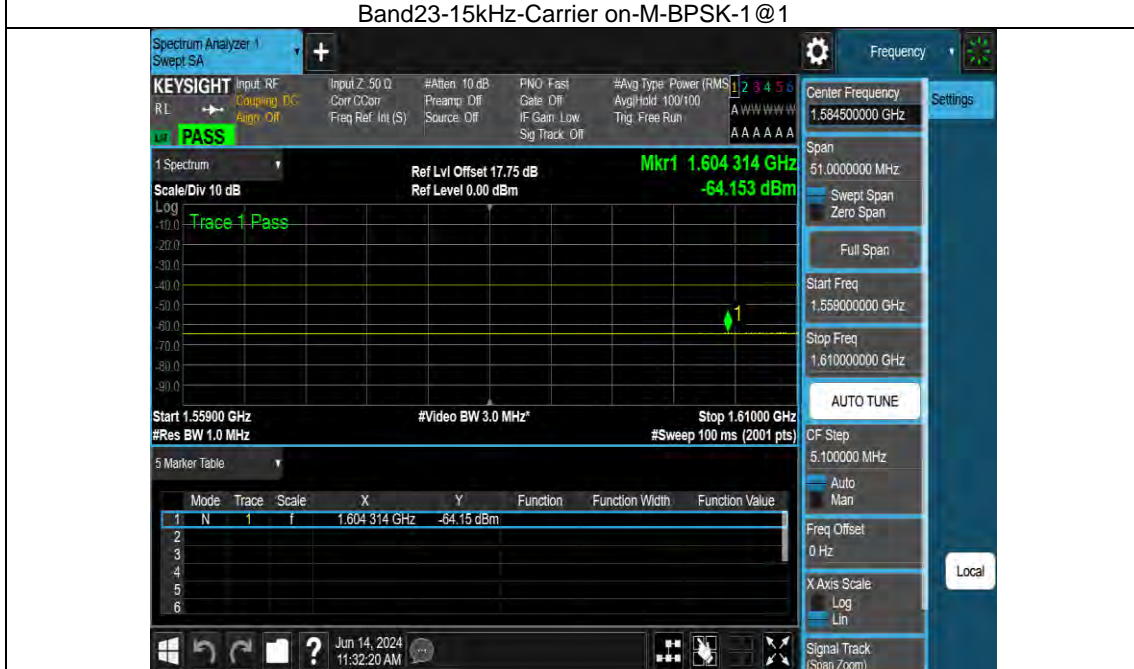 Band23-15kHz-Carrier on-M-BPSK-1@1
Spectrum Analyzer 1
Swept SA
+
Frequency
KEYSIGHT
Input: RF
RL
Coupling: DC
Align: Off
PASS
Input Z: 50 Ω
Corr CCorr
Freq Ref: Int (S)
#Atten: 10 dB
Preamp: Off
Source: Off
PNO: Fast
Gate: Off
IF Gain: Low
Sig Track: Off
#Avg Type: Power (RMS
Avg|Hold: 100/100
Trig: Free Run
1 2 3 4 5 6
A W W W W W
A A A A A A
Center Frequency
1.584500000 GHz
Settings
1 Spectrum
Scale/Div 10 dB
Ref Lvl Offset 17.75 dB
Ref Level 0.00 dBm
Mkr1 1.604 314 GHz
-64.153 dBm
Span
51.0000000 MHz
Swept Span
Zero Span
Full Span
Start Freq
1.559000000 GHz
Stop Freq
1.610000000 GHz
AUTO TUNE
Log
Trace 1 Pass
-10.0
-20.0
-30.0
-40.0
-50.0
-60.0
-70.0
-80.0
-90.0
1
Start 1.55900 GHz
#Video BW 3.0 MHz*
Stop 1.61000 GHz
#Res BW 1.0 MHz
#Sweep 100 ms (2001 pts)
CF Step
5.100000 MHz
Auto
Man
5 Marker Table
Mode Trace Scale X Y Function Function Width Function Value
1 N 1 f 1.604 314 GHz -64.15 dBm
2
3
4
5
6
Freq Offset
0 Hz
Local
X Axis Scale
Log
Lin
?
Jun 14, 2024
11:32:20 AM
Signal Track
(Span Zoom)